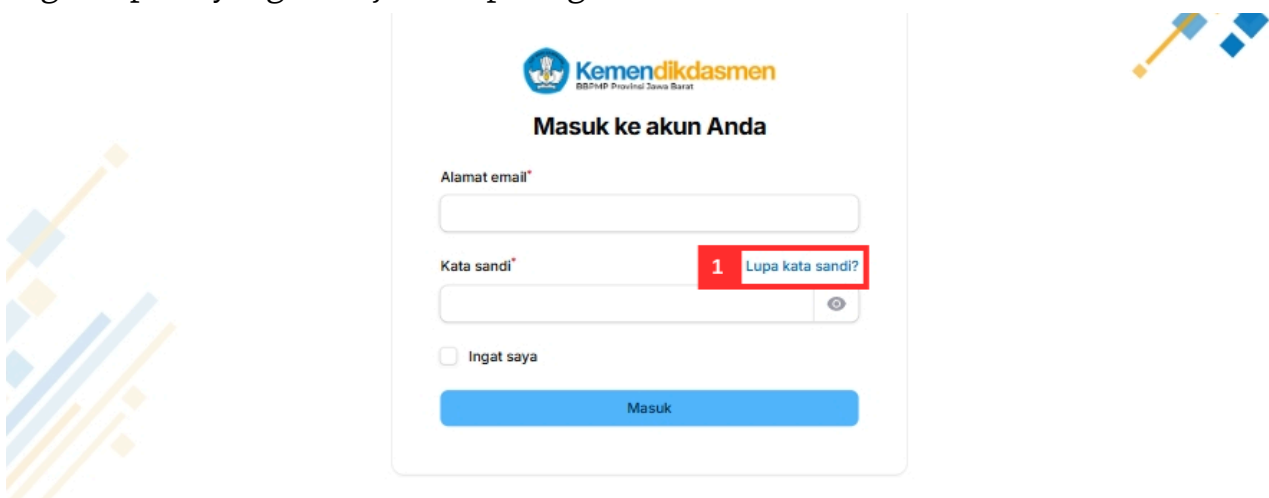 Kemendikdasmen
BBPMP Provinsi Jawa Barat
Masuk ke akun Anda
Alamat email*
Kata sandi*
1 Lupa kata sandi?
Ingat saya
Masuk